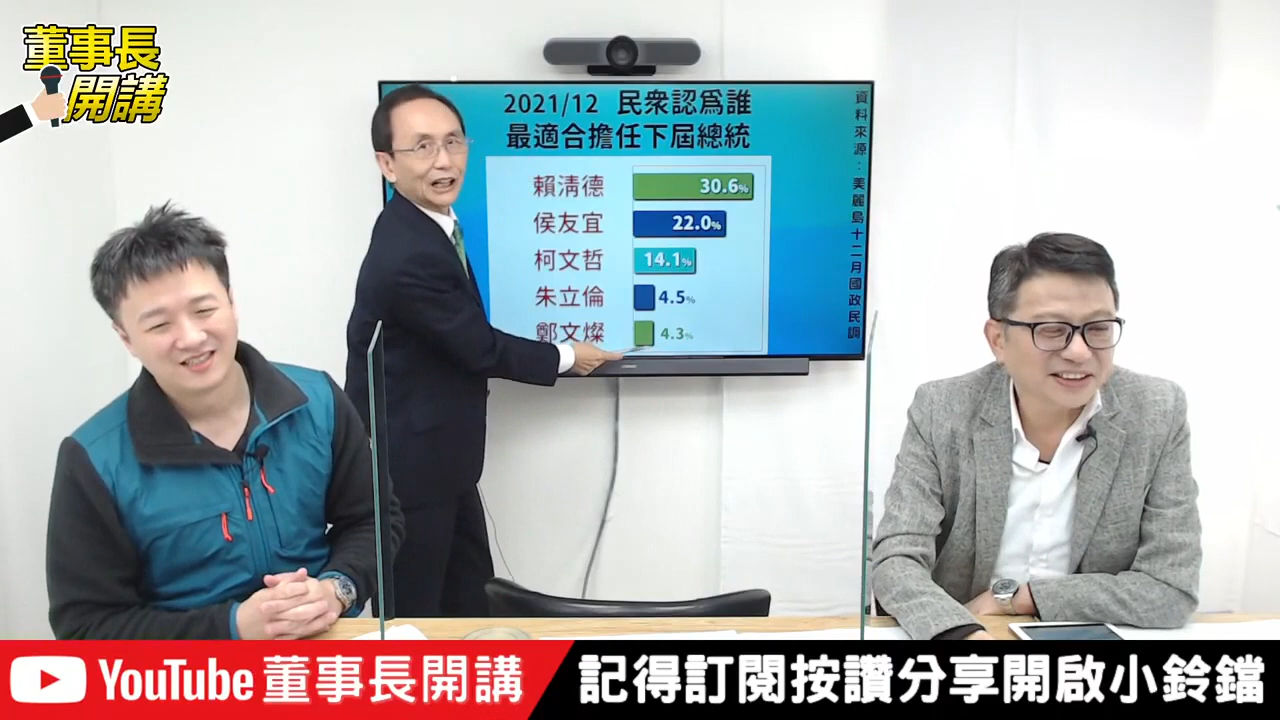 董事長
開講
2021/12 民衆認爲誰
最適合擔任下屆總統
賴清德 30.6%
侯友宜 22.0%
柯文哲 14.1%
朱立倫 4.5%
鄭文燦 4.3%
資料來源：美麗島十二月國政民調
YouTube 董事長開講
記得訂閱按讚分享開啟小鈴鐺